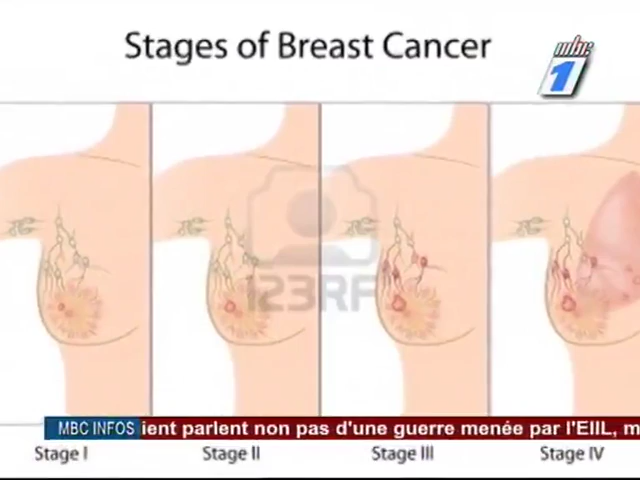 Stages of Breast Cancer
mbc
1
123RF
MBC INFOS ient parlent non pas d'une guerre menée par l'EIIL, m
Stage I
Stage II
Stage III
Stage IV